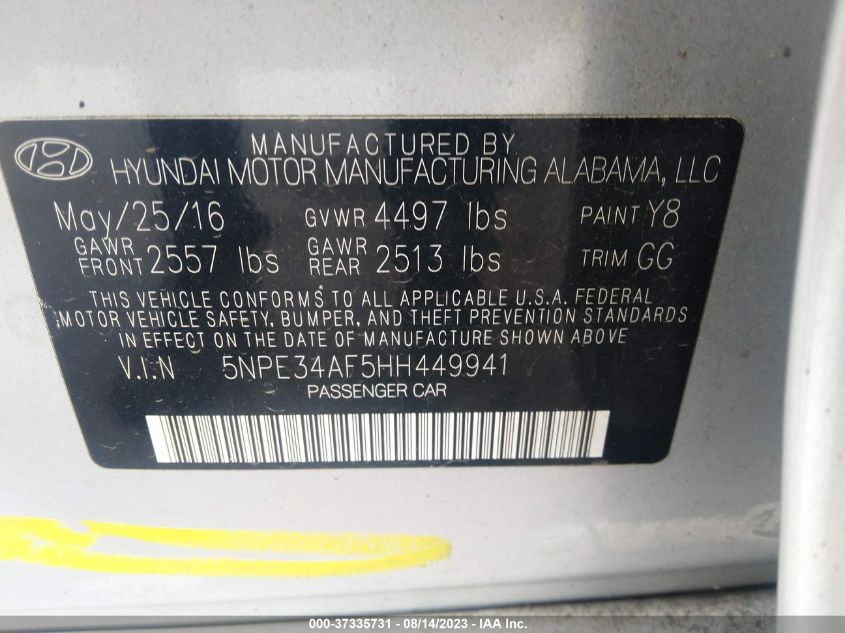 MANUFACTURED BY
HYUNDAI MOTOR MANUFACTURING ALABAMA, LLC
May/25/16 GVWR 4497 lbs PAINT Y8
GAWR FRONT 2557 lbs GAWR REAR 2513 lbs TRIM GG
THIS VEHICLE CONFORMS TO ALL APPLICABLE U.S.A. FEDERAL
MOTOR VEHICLE SAFETY, BUMPER, AND THEFT PREVENTION STANDARDS
IN EFFECT ON THE DATE OF MANUFACTURE SHOWN ABOVE
V.I.N 5NPE34AF5HH449941
PASSENGER CAR
000-37335731 - 08/14/2023 - IAA Inc.